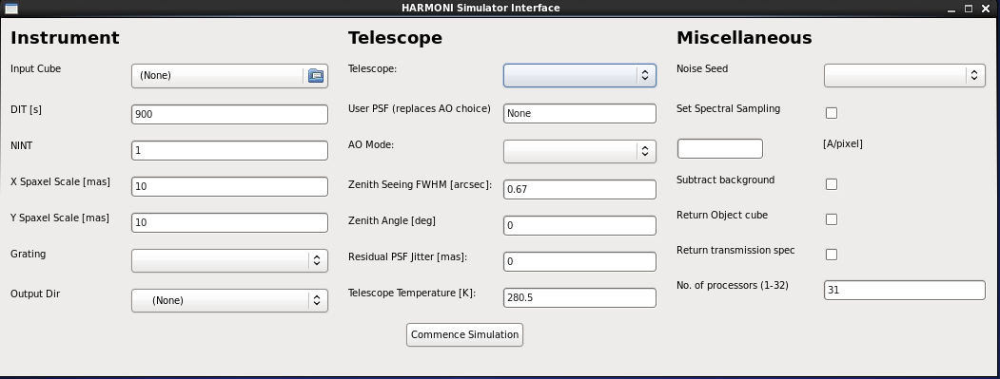 HARMONI Simulator Interface
Instrument
Input Cube
(None)
DIT [s]
900
NINT
1
X Spaxel Scale [mas]
10
Y Spaxel Scale [mas]
10
Grating
Output Dir
(None)
Telescope
Telescope:
User PSF (replaces AO choice)
None
AO Mode:
Zenith Seeing FWHM [arcsec]:
0.67
Zenith Angle [deg]
0
Residual PSF Jitter [mas]:
0
Telescope Temperature [K]:
280.5
Miscellaneous
Noise Seed
Set Spectral Sampling
[A/pixel]
Subtract background
Return Object cube
Return transmission spec
No. of processors (1-32)
31
Commence Simulation